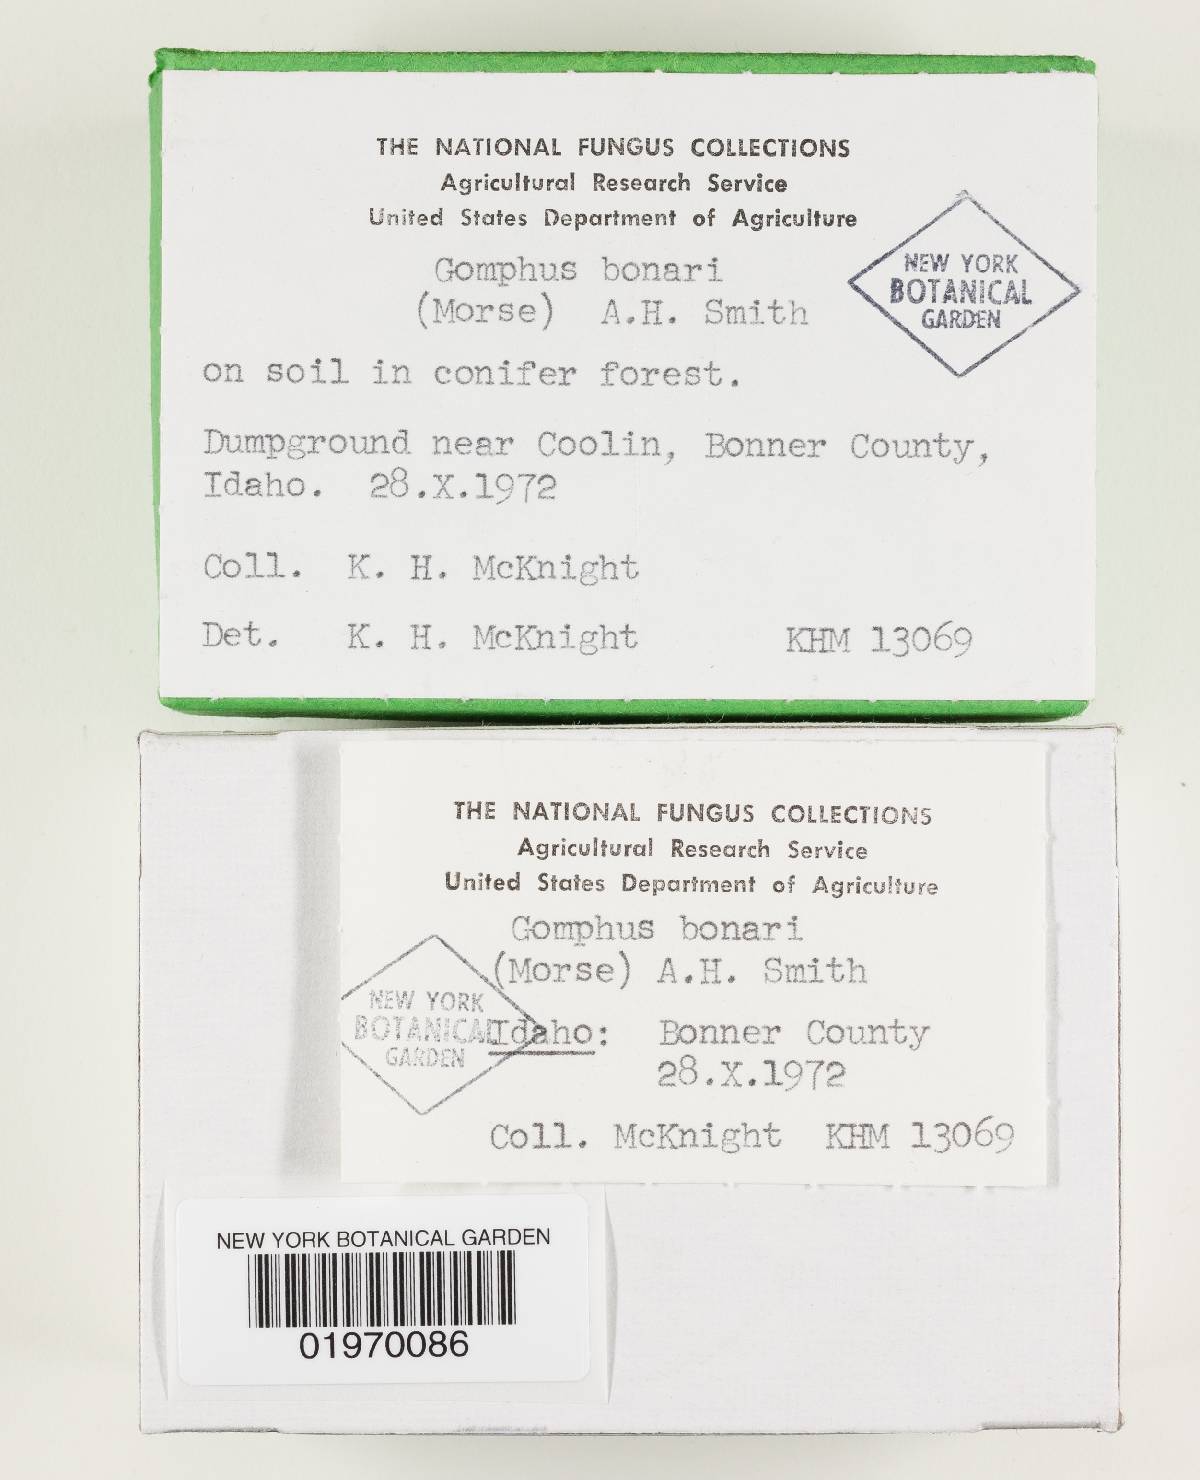 THE NATIONAL FUNGUS COLLECTIONS
Agricultural Research Service
United States Department of Agriculture
Gomphus bonari
(Morse) A.H. Smith
NEW YORK
BOTANICAL
GARDEN
on soil in conifer forest.
Dumpground near Coolin, Bonner County,
Idaho. 28.X.1972
Coll. K. H. McKnight
Det. K. H. McKnight KHM 13069
THE NATIONAL FUNGUS COLLECTIONS
Agricultural Research Service
United States Department of Agriculture
Gomphus bonari
(Morse) A.H. Smith
NEW YORK
BOTANICAL
GARDEN
Idaho: Bonner County
28.X.1972
Coll. McKnight KHM 13069
NEW YORK BOTANICAL GARDEN
01970086